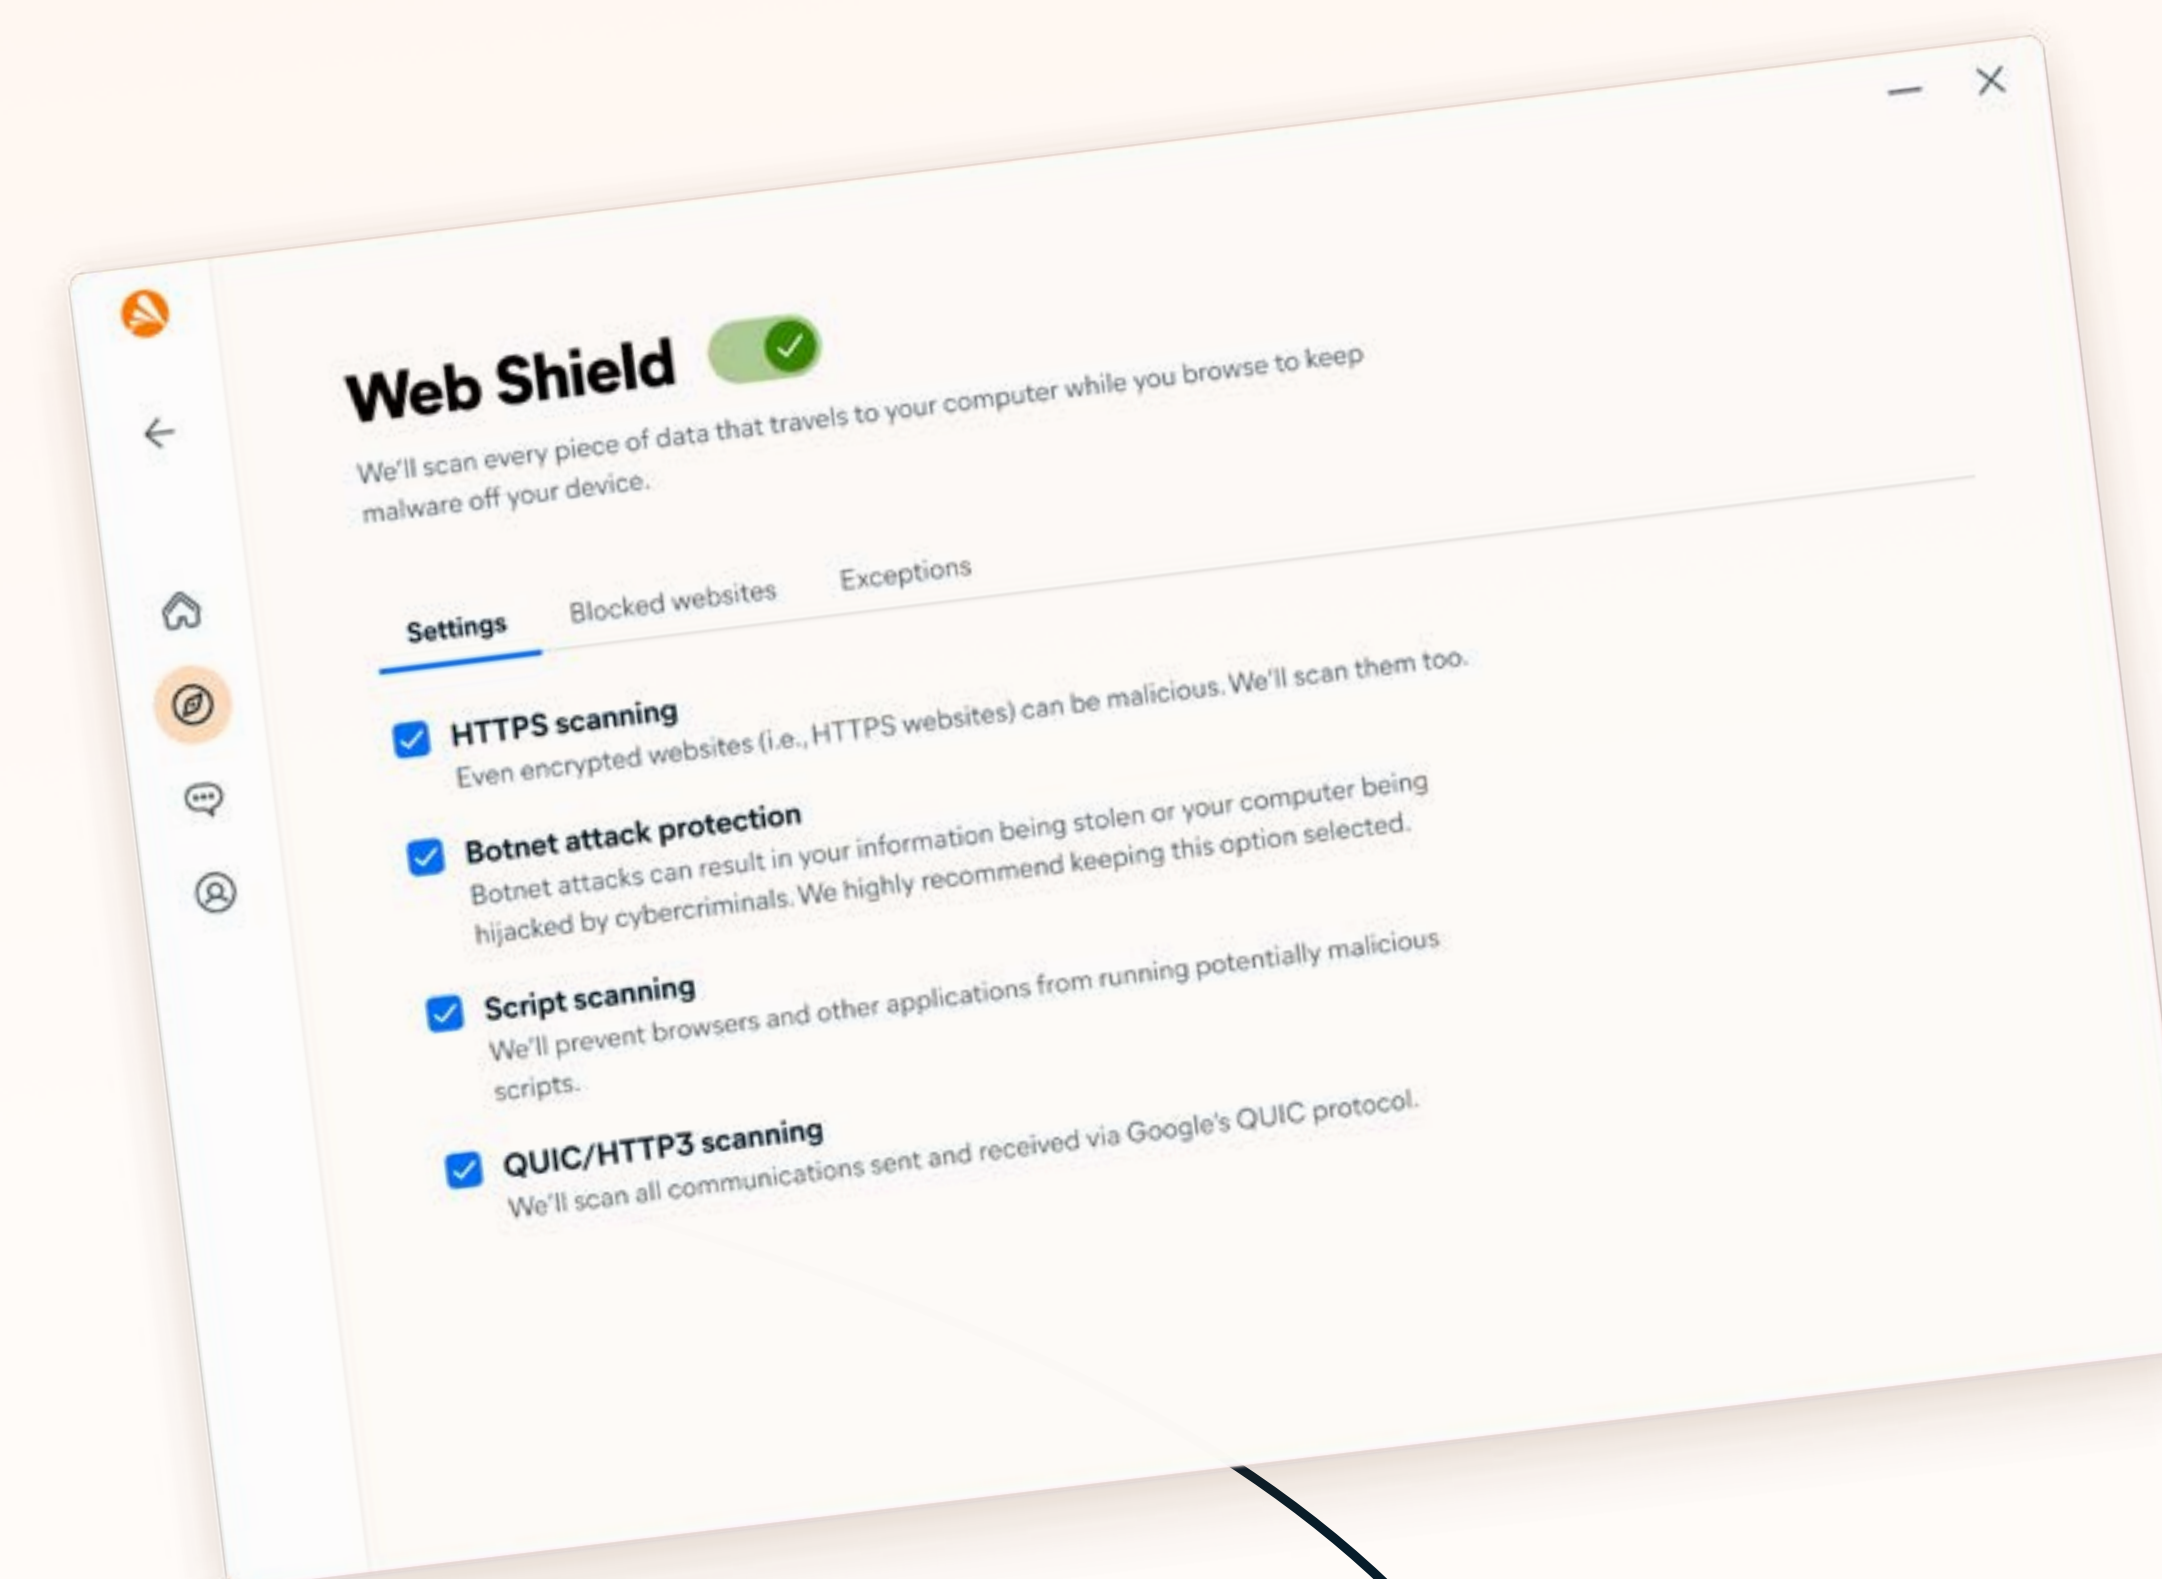 Web Shield
We'll scan every piece of data that travels to your computer while you browse to keep
malware off your device.
Settings
Blocked websites
Exceptions
HTTPS scanning
Even encrypted websites (i.e., HTTPS websites) can be malicious. We'll scan them too.
Botnet attack protection
Botnet attacks can result in your information being stolen or your computer being
hijacked by cybercriminals. We highly recommend keeping this option selected.
Script scanning
We'll prevent browsers and other applications from running potentially malicious
scripts.
QUIC/HTTP3 scanning
We'll scan all communications sent and received via Google's QUIC protocol.